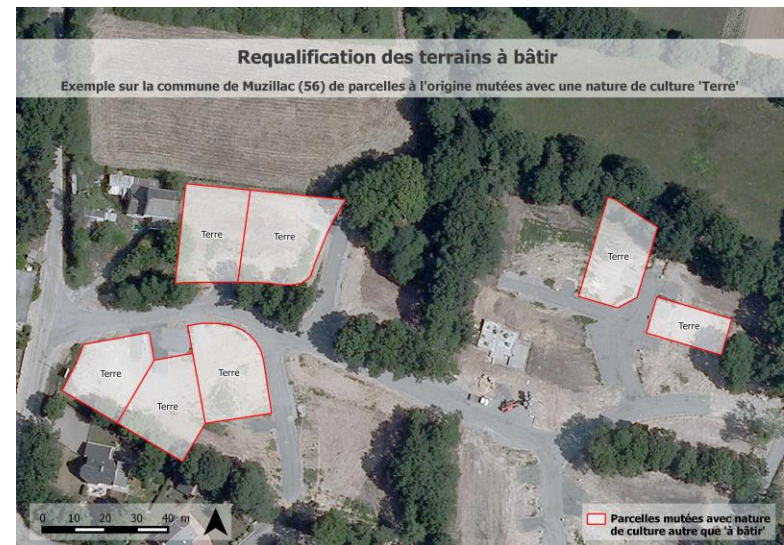 Requalification des terrains à bâtir
Exemple sur la commune de Muzillac (56) de parcelles à l'origine mutées avec une nature de culture 'Terre'
Terre
Terre
Terre
Terre
Terre
Terre
Terre
0 10 20 30 40 m
Parcelles mutées avec nature
de culture autre que 'à bâtir'